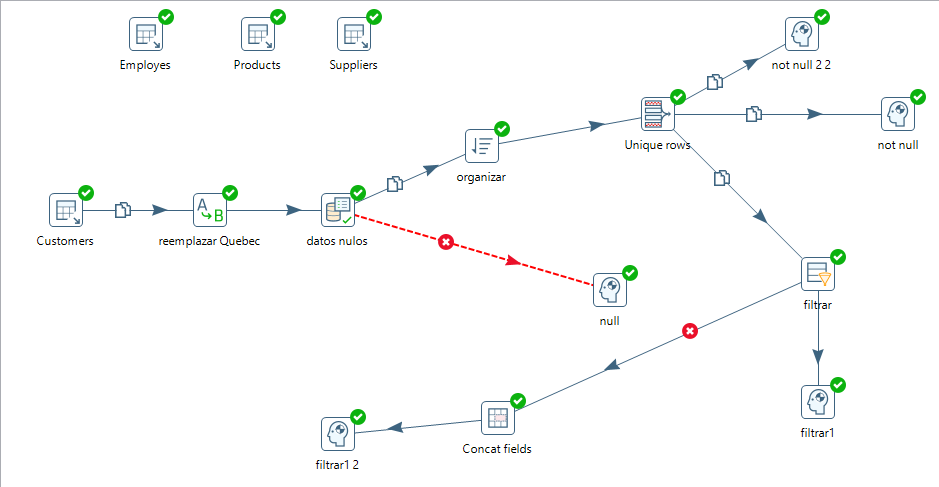 Employes
Products
Suppliers
not null 2 2
Unique rows
not null
organizar
Customers
A
B
reemplazar Quebec
datos nulos
null
filtrar
Concat fields
filtrar1
filtrar1 2